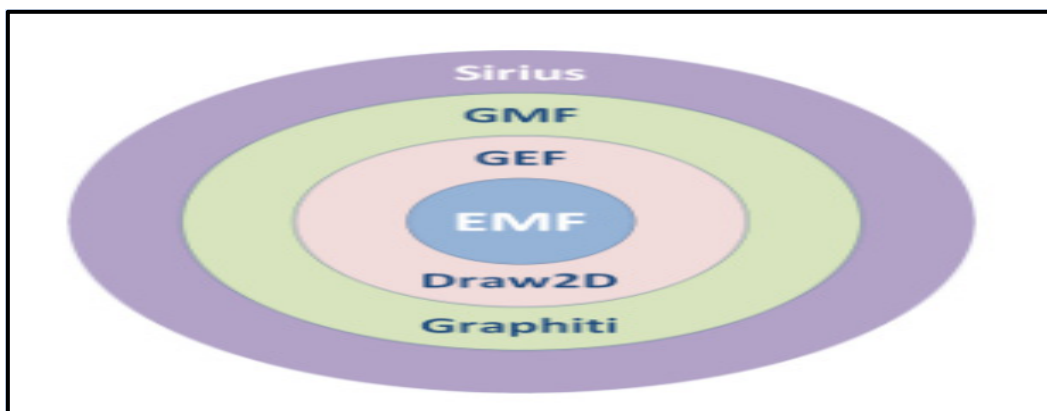 Sirius
GMF
GEF
EMF
Draw2D
Graphiti